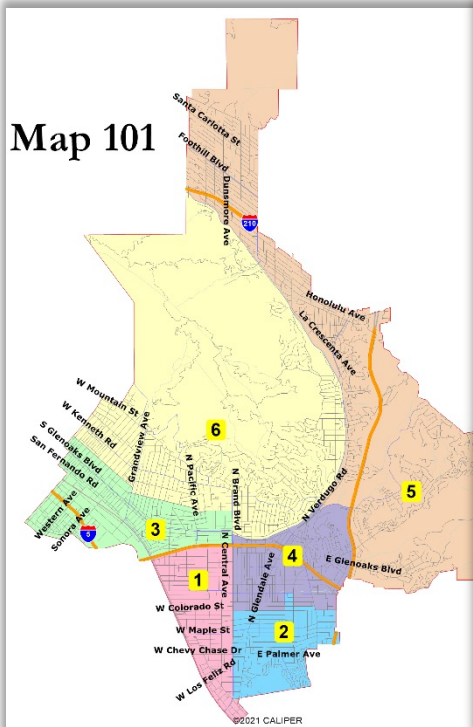 Map 101
Santa Carlotta St
Foothill Blvd
Dunsmore Ave
210
Honolulu Ave
La Crescenta Ave
W Mountain St
W Kenneth Rd
Grandview Ave
S Glenoaks Blvd
San Fernando Rd
6
N Pacific Ave
N Brand Blvd
N Verdugo Rd
5
Western Ave
Sonora Ave
5
3
N Central Ave
4
E Glenoaks Blvd
1
N Glendale Ave
W Colorado St
W Maple St
2
W Chevy Chase Dr
E Palmer Ave
W Los Feliz Rd
©2021 CALIPER